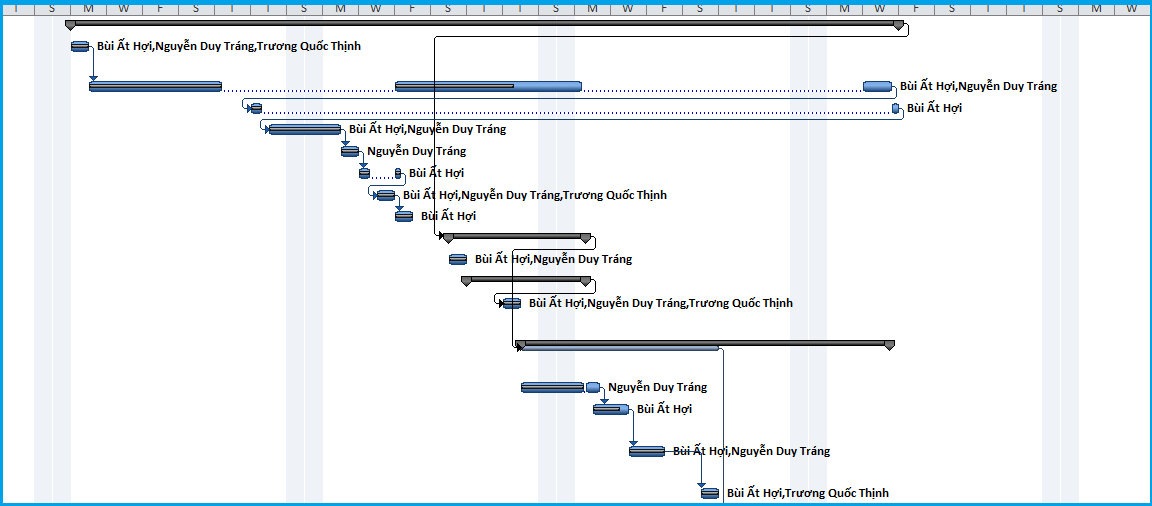 T S M W F S T T S M W F S T T S M W F S T T S M W F S T T S M W
Bùi Ất Hợi,Nguyễn Duy Tráng,Trương Quốc Thịnh
Bùi Ất Hợi,Nguyễn Duy Tráng
Bùi Ất Hợi
Bùi Ất Hợi,Nguyễn Duy Tráng
Nguyễn Duy Tráng
Bùi Ất Hợi
Bùi Ất Hợi,Nguyễn Duy Tráng,Trương Quốc Thịnh
Bùi Ất Hợi
Bùi Ất Hợi,Nguyễn Duy Tráng
Bùi Ất Hợi,Nguyễn Duy Tráng,Trương Quốc Thịnh
Nguyễn Duy Tráng
Bùi Ất Hợi
Bùi Ất Hợi,Nguyễn Duy Tráng
Bùi Ất Hợi,Trương Quốc Thịnh